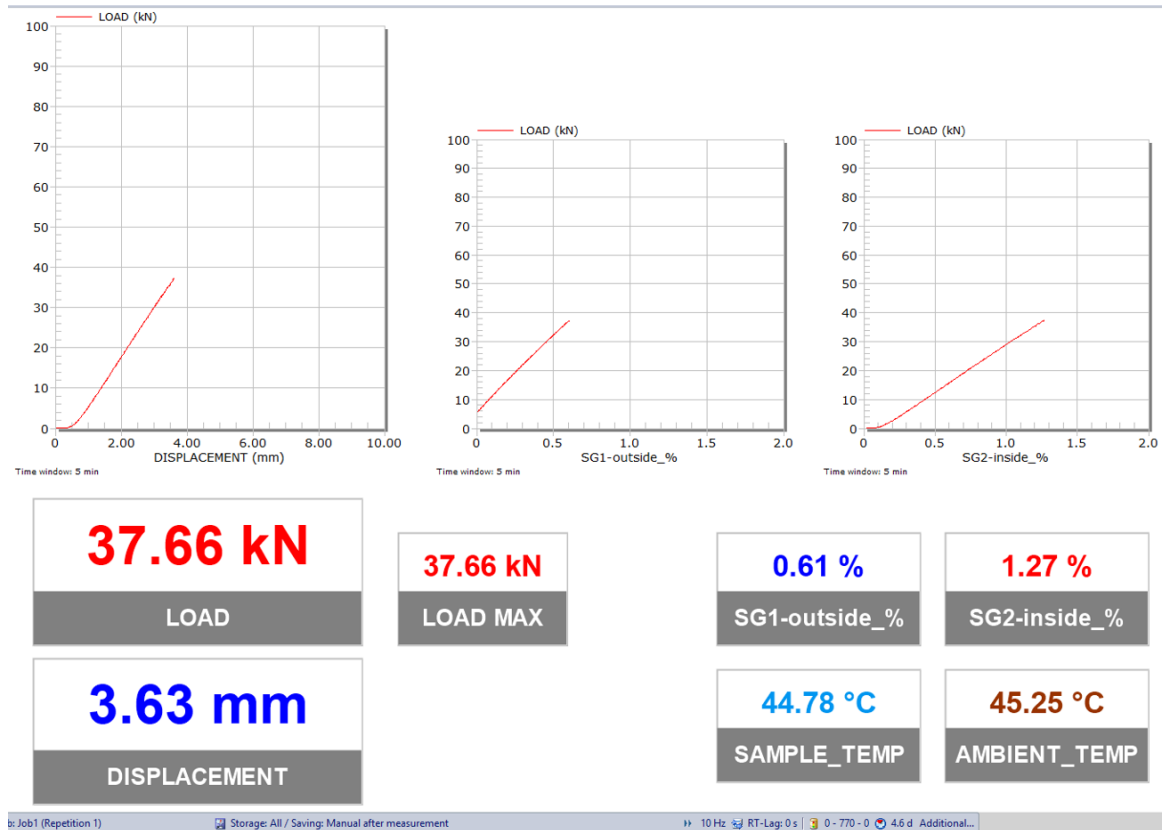 LOAD (kN)
100
90
80
70
60
50
40
30
20
10
0
0 2.00 4.00 6.00 8.00 10.00
DISPLACEMENT (mm)
Time window: 5 min
LOAD (kN)
100
90
80
70
60
50
40
30
20
10
0
0 0.5 1.0 1.5 2.0
SG1-outside_%
Time window: 5 min
LOAD (kN)
100
90
80
70
60
50
40
30
20
10
0
0 0.5 1.0 1.5 2.0
SG2-inside_%
Time window: 5 min
37.66 kN
LOAD
37.66 kN
LOAD MAX
0.61 %
SG1-outside_%
1.27 %
SG2-inside_%
3.63 mm
DISPLACEMENT
44.78 °C
SAMPLE_TEMP
45.25 °C
AMBIENT_TEMP
b: Job1 (Repetition 1) Storage: All / Saving: Manual after measurement 10 Hz RT-Lag: 0 s 0 - 770 - 0 4.6 d Additional...